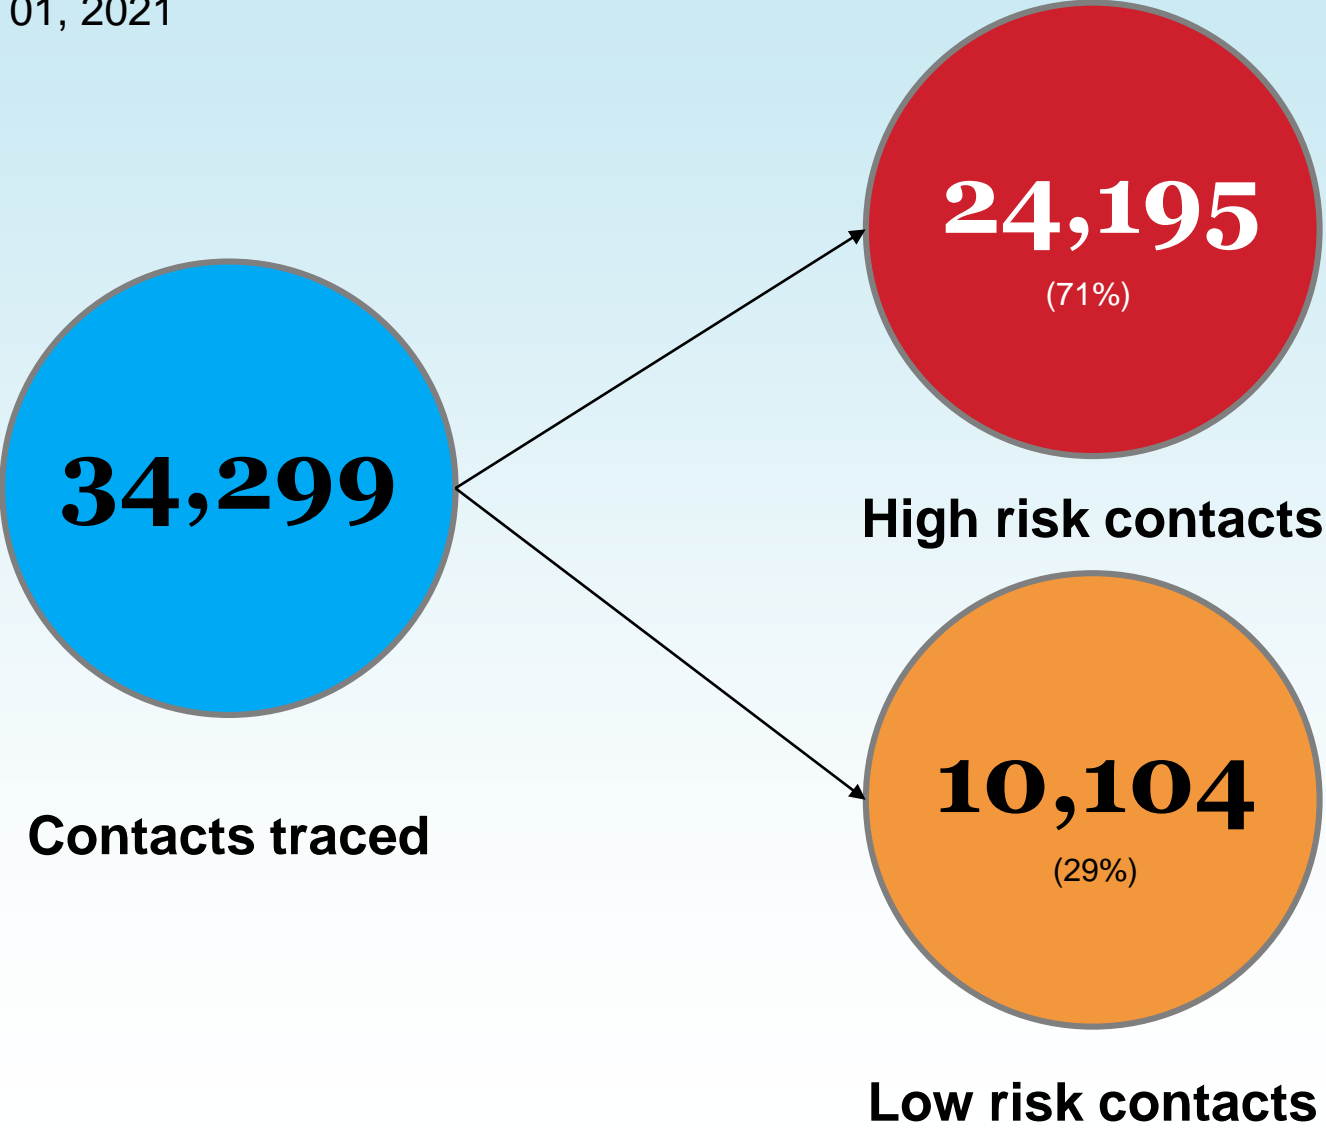 01, 2021
24,195
(71%)
High risk contacts
34,299
Contacts traced
10,104
(29%)
Low risk contacts